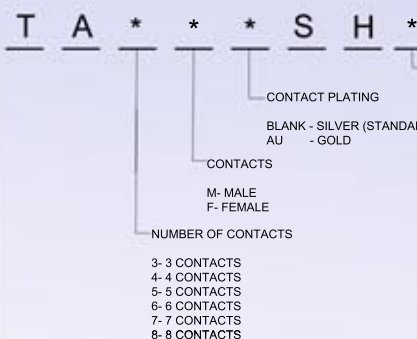 T A * * * S H *
CONTACT PLATING
BLANK - SILVER
AU - GOLD
CONTACTS
M- MALE
F- FEMALE
NUMBER OF CONTACTS
3- 3 CONTACTS
4- 4 CONTACTS
5- 5 CONTACTS
6- 6 CONTACTS
7- 7 CONTACTS
8- 8 CONTACTS